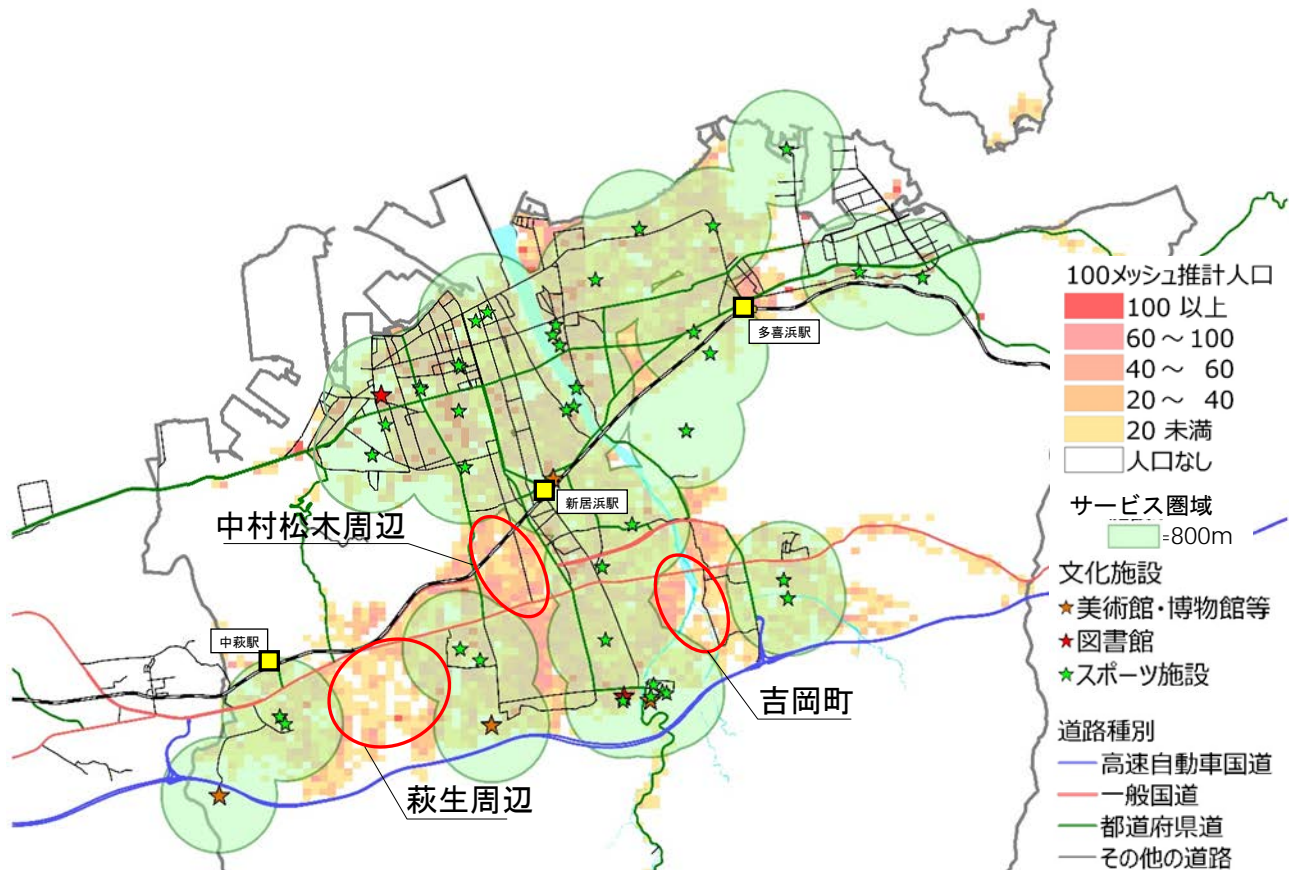 多喜浜駅
新居浜駅
中村松木周辺
中萩駅
吉岡町
萩生周辺
100メッシュ推計人口
100 以上
60～100
40～ 60
20～ 40
20 未満
人口なし
サービス圏域
=800m
文化施設
美術館・博物館等
図書館
スポーツ施設
道路種別
高速自動車国道
一般国道
都道府県道
その他の道路